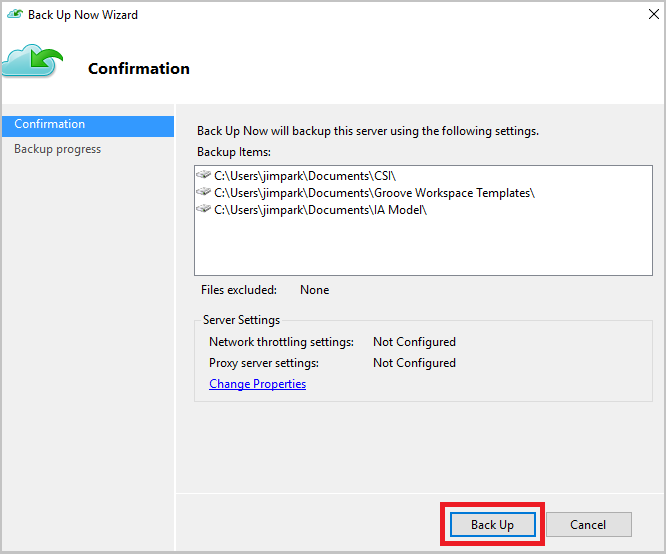 Back Up Now Wizard
Confirmation
Confirmation
Backup progress
Back Up Now will backup this server using the following settings.
Backup Items:
C:\Users\jimpark\Documents\CSI\
C:\Users\jimpark\Documents\Groove Workspace Templates\
C:\Users\jimpark\Documents\IA Model\
Files excluded: None
Server Settings
Network throttling settings: Not Configured
Proxy server settings: Not Configured
Change Properties
Back Up Cancel